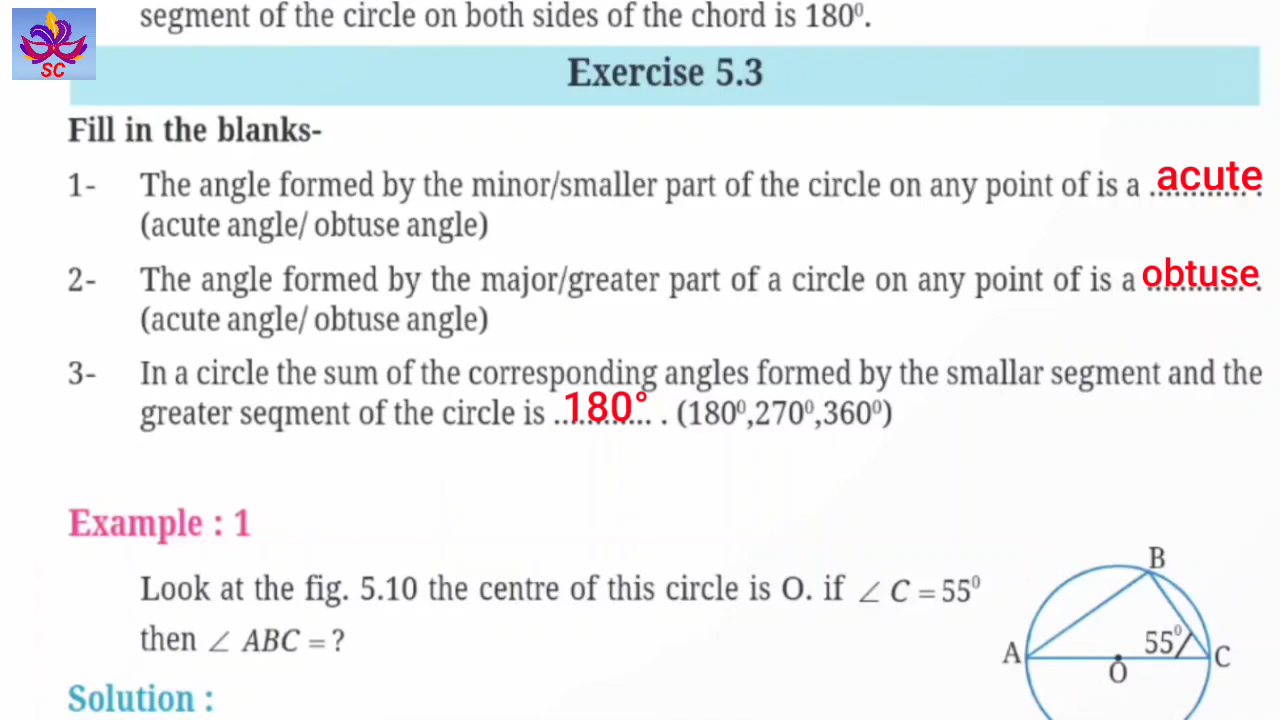 segment of the circle on both sides of the chord is 180⁰.
SC
Exercise 5.3
Fill in the blanks-
1- The angle formed by the minor/smaller part of the circle on any point of is a acute ............ .
(acute angle/ obtuse angle)
2- The angle formed by the major/greater part of a circle on any point of is a obtuse ............ .
(acute angle/ obtuse angle)
3- In a circle the sum of the corresponding angles formed by the smallar segment and the
greater seqment of the circle is 180° ............ . (180⁰,270⁰,360⁰)
Example : 1
Look at the fig. 5.10 the centre of this circle is O. if ∠ C = 55⁰
then ∠ ABC = ?
Solution :
B
55⁰
A
O
C